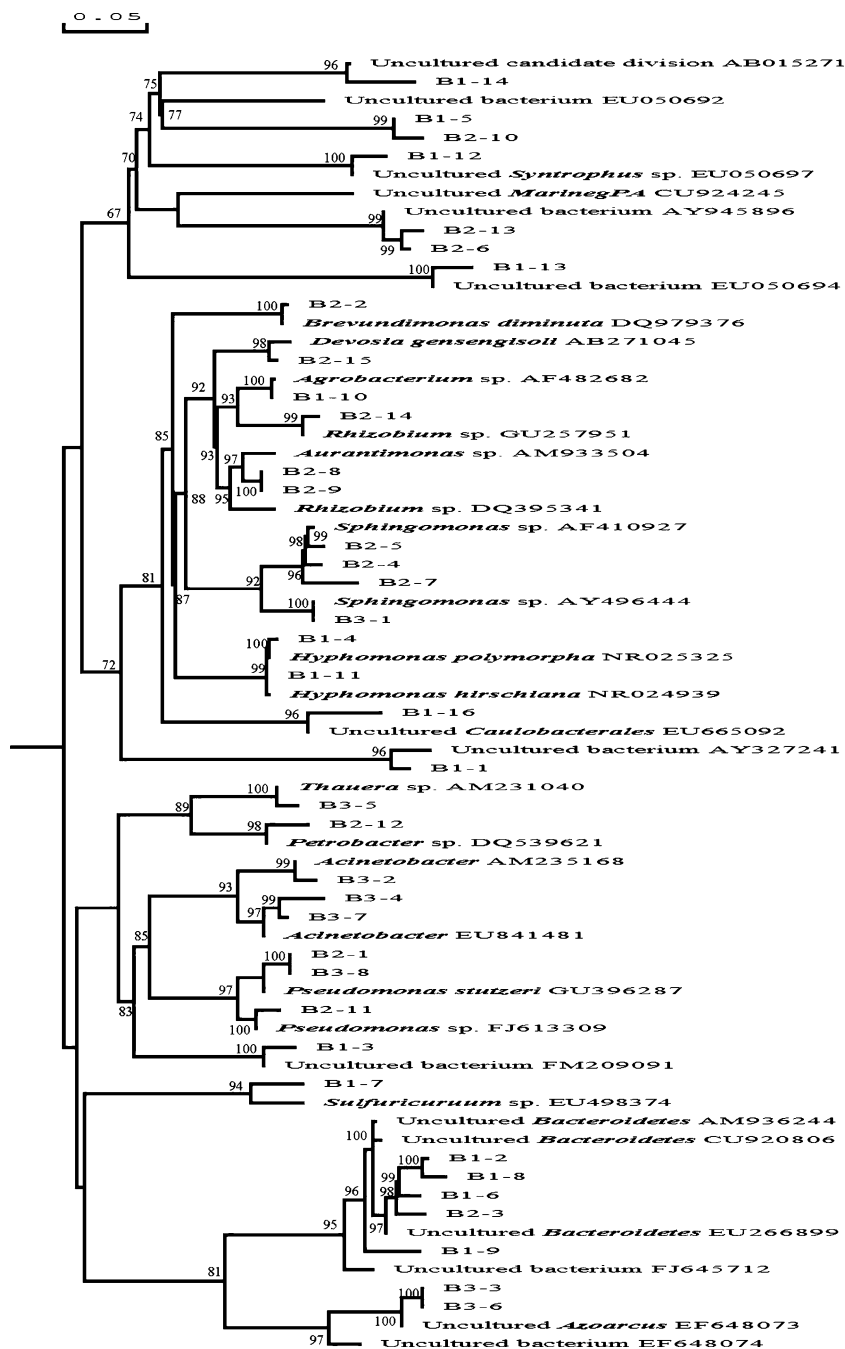 0.05
Uncultured candidate division AB015271
96
B1-14
75
Uncultured bacterium EU050692
77
B1-5
99
B2-10
74
B1-12
100
Uncultured Syntrophus sp. EU050697
70
Uncultured MarinegPA CU924245
Uncultured bacterium AY945896
99
67
B2-13
99
B2-6
B1-13
100
Uncultured bacterium EU050694
B2-2
100
Brevundimonas diminuta DQ979376
Devosia gensengisoli AB271045
98
B2-15
Agrobacterium sp. AF482682
100
92
B1-10
93
B2-14
99
Rhizobium sp. GU257951
85
93
Aurantimonas sp. AM933504
97
B2-8
100
B2-9
95
88
Rhizobium sp. DQ395341
Sphingomonas sp. AF410927
99
98
B2-5
B2-4
96
81
92
B2-7
87
Sphingomonas sp. AY496444
100
B3-1
B1-4
100
Hyphomonas polymorpha NR025325
99
72
B1-11
Hyphomonas hirschiana NR024939
B1-16
96
Uncultured Caulobacterales EU665092
Uncultured bacterium AY327241
96
B1-1
Thauera sp. AM231040
100
89
B3-5
B2-12
98
Petrobacter sp. DQ539621
Acinetobacter AM235168
99
B3-2
93
B3-4
99
97
B3-7
85
Acinetobacter EU841481
B2-1
100
B3-8
97
Pseudomonas stutzeri GU396287
83
B2-11
100
Pseudomonas sp. FJ613309
B1-3
100
Uncultured bacterium FM209091
B1-7
94
Sulfuricuruum sp. EU498374
Uncultured Bacteroidetes AM936244
100
Uncultured Bacteroidetes CU920806
B1-2
100
B1-8
99
96
98
B1-6
B2-3
95
97
Uncultured Bacteroidetes EU266899
B1-9
81
Uncultured bacterium FJ645712
B3-3
100
B3-6
100
Uncultured Azoarcus EF648073
97
Uncultured bacterium EF648074